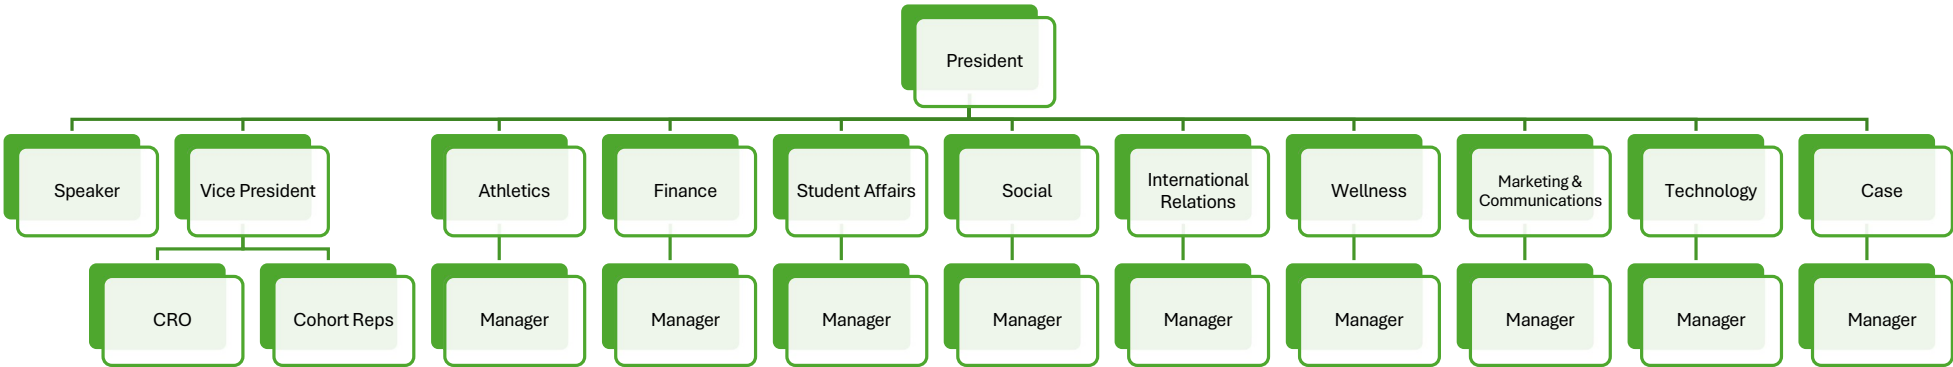 President
Speaker
Vice President
Athletics
Finance
Student Affairs
Social
International
Relations
Wellness
Marketing &
Communications
Technology
Case
CRO
Cohort Reps
Manager
Manager
Manager
Manager
Manager
Manager
Manager
Manager
Manager